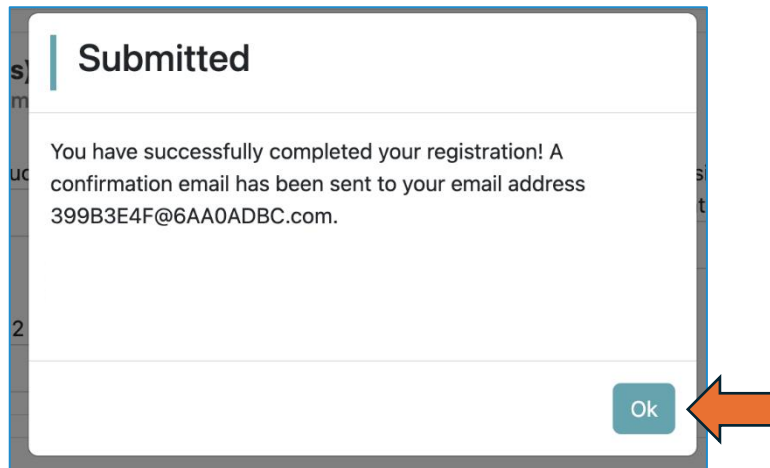 Submitted
You have successfully completed your registration! A
confirmation email has been sent to your email address
399B3E4F@6AA0ADBC.com.
2
Ok